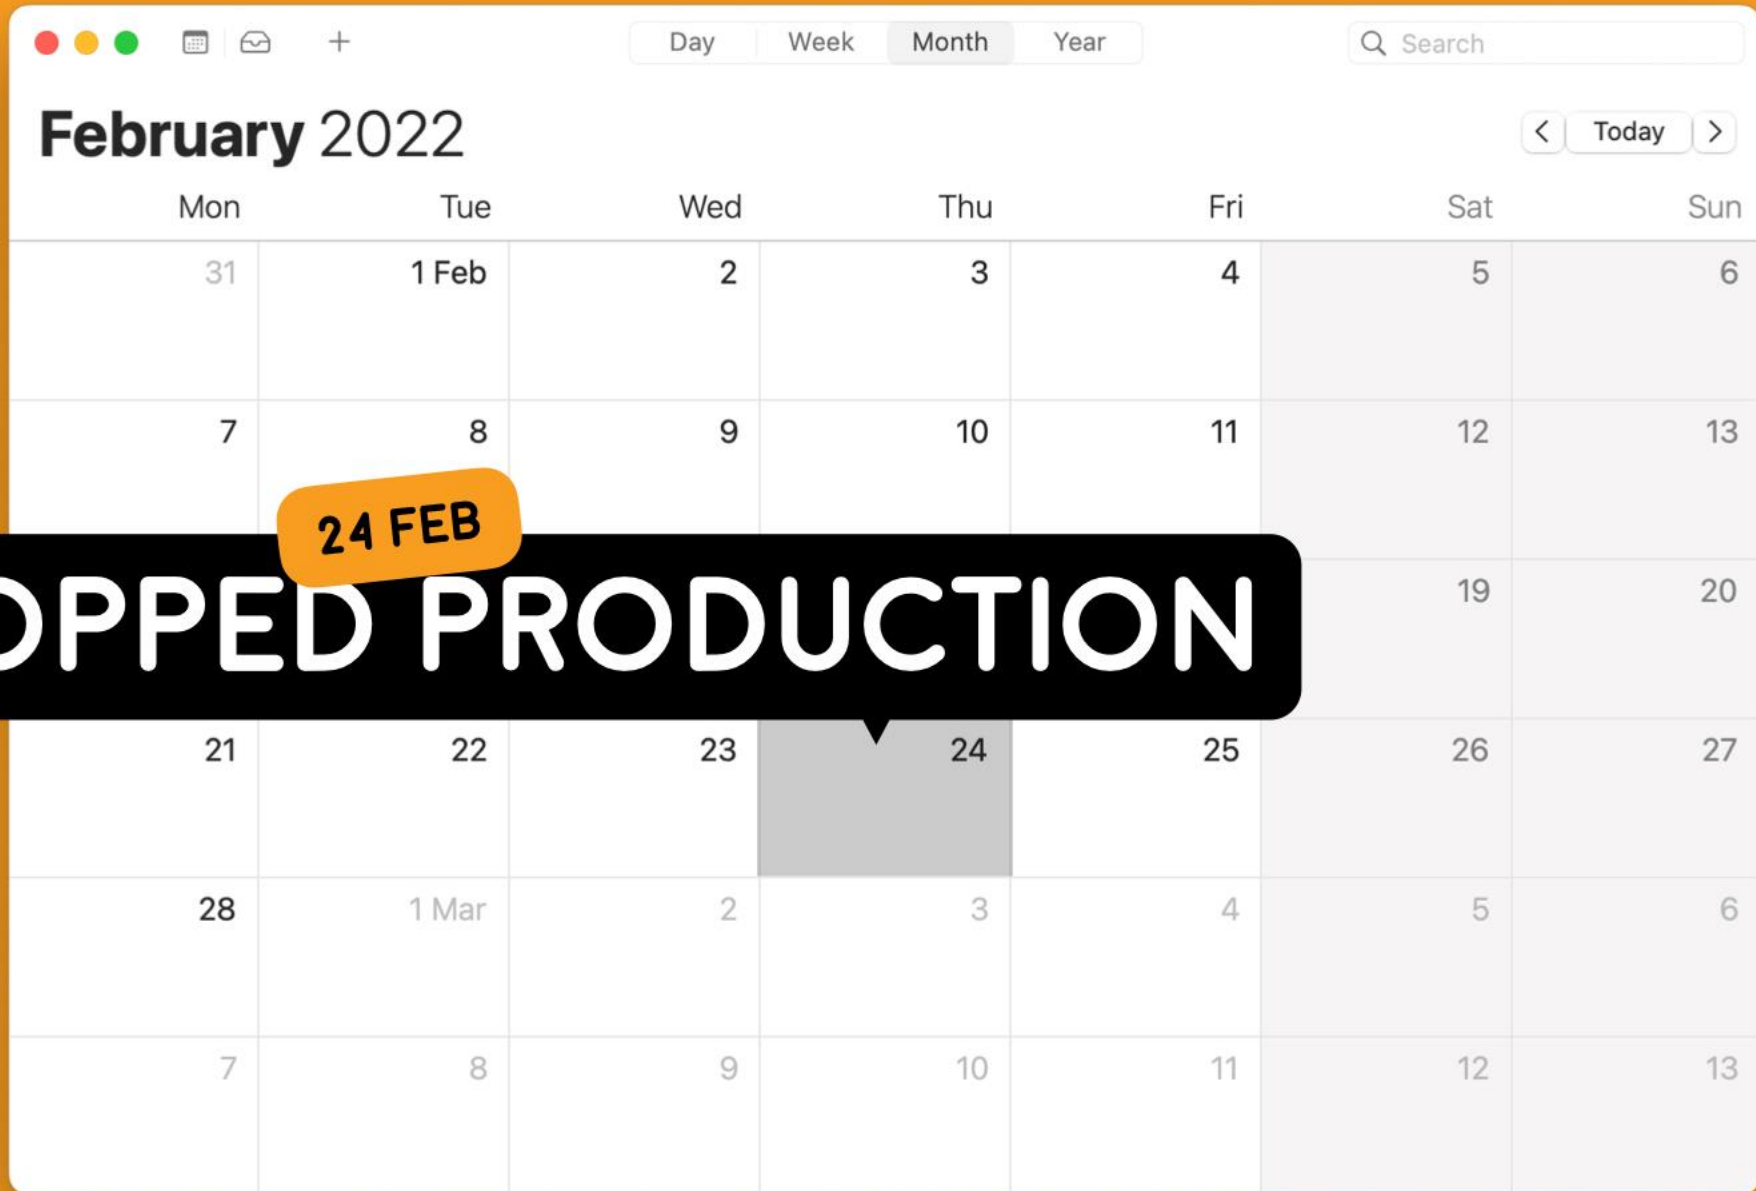 Day Week Month Year Search
February 2022
Today
Mon Tue Wed Thu Fri Sat Sun
31 1 Feb 2 3 4 5 6
7 8 9 10 11 12 13
24 FEB
OPPED PRODUCTION
19 20
21 22 23 24 25 26 27
28 1 Mar 2 3 4 5 6
7 8 9 10 11 12 13